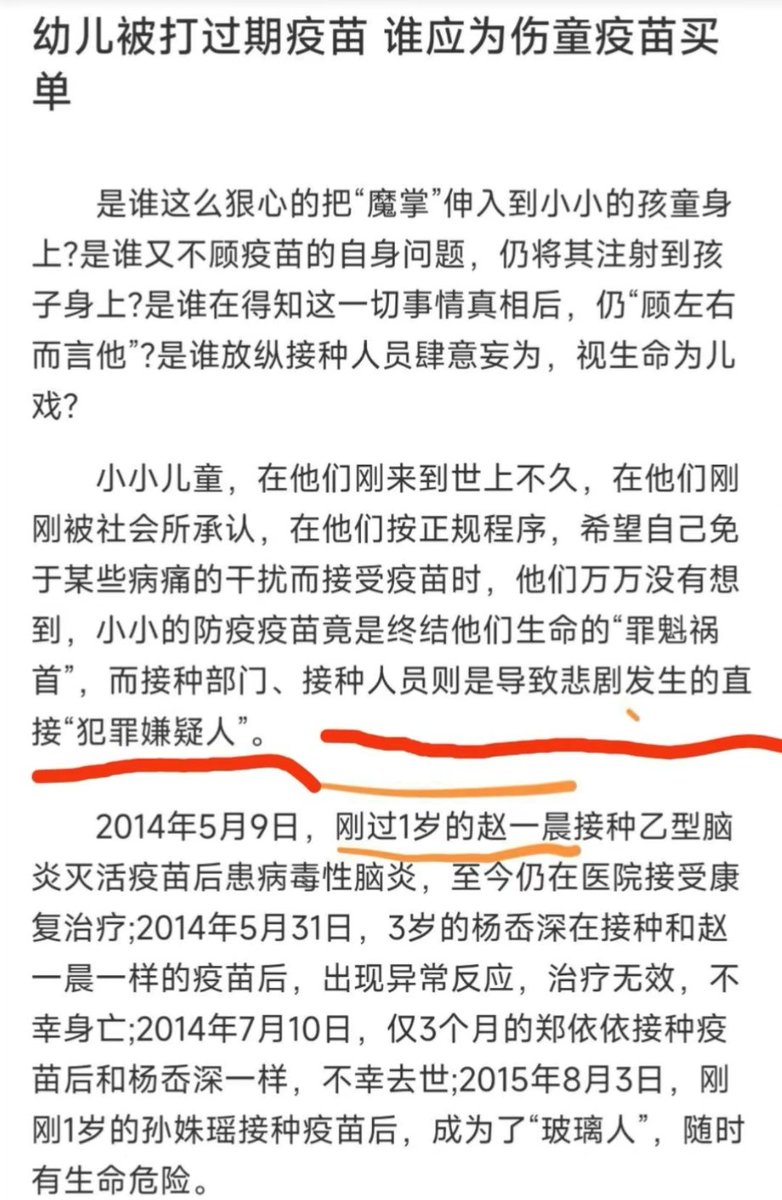 幼儿被打过期疫苗 谁应为伤童疫苗买
单
是谁这么狠心的把“魔掌”伸入到小小的孩童身
上?是谁又不顾疫苗的自身问题，仍将其注射到孩
子身上?是谁在得知这一切事情真相后，仍“顾左右
而言他”?是谁放纵接种人员肆意妄为，视生命为儿
戏?
小小儿童，在他们刚来到世上不久，在他们刚
刚被社会所承认，在他们按正规程序，希望自己免
于某些病痛的干扰而接受疫苗时，他们万万没有想
到，小小的防疫疫苗竟是终结他们生命的“罪魁祸
首”，而接种部门、接种人员则是导致悲剧发生的直
接“犯罪嫌疑人”。
2014年5月9日，刚过1岁的赵一晨接种乙型脑
炎灭活疫苗后患病毒性脑炎，至今仍在医院接受康
复治疗;2014年5月31日，3岁的杨岙深在接种和赵
一晨一样的疫苗后，出现异常反应，治疗无效，不
幸身亡;2014年7月10日，仅3个月的郑依依接种疫
苗后和杨岙深一样，不幸去世;2015年8月3日，刚
刚1岁的孙姝瑶接种疫苗后，成为了“玻璃人”，随时
有生命危险。